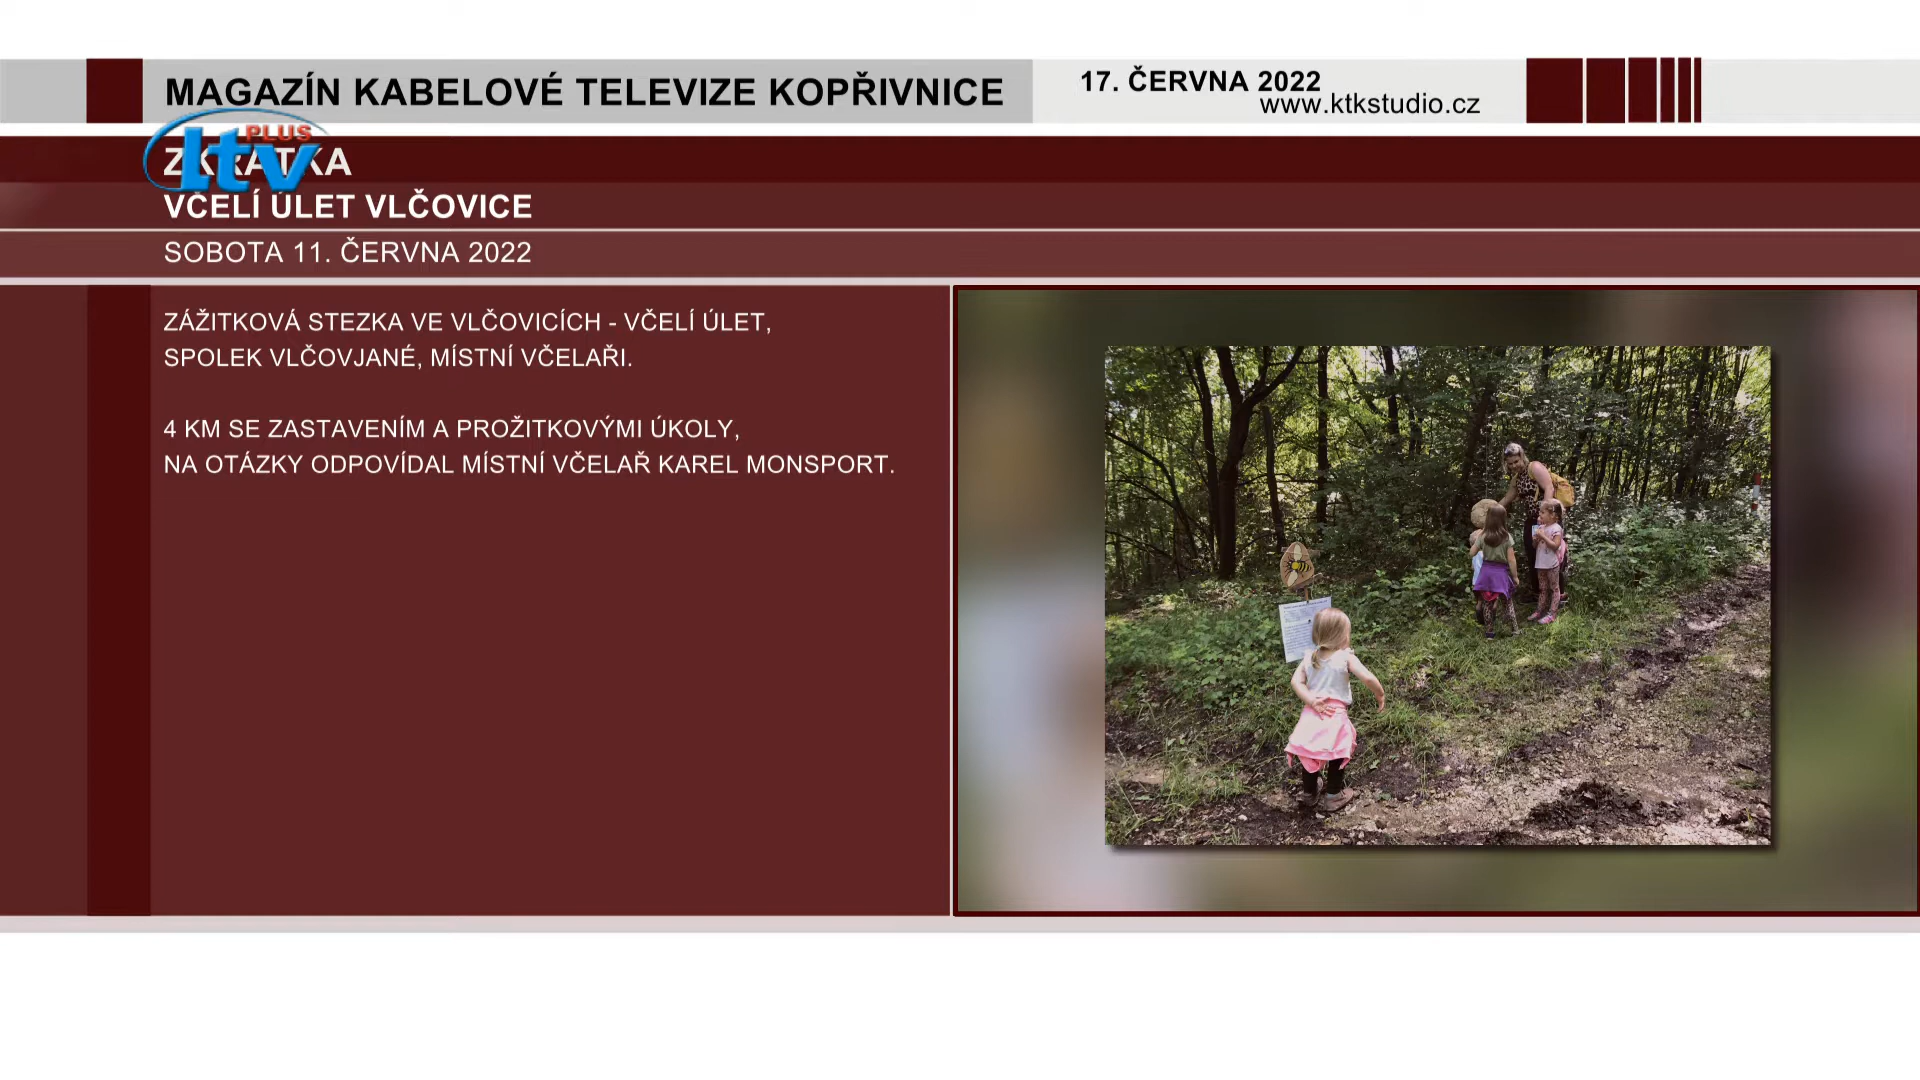 MAGAZÍN KABELOVÉ TELEVIZE KOPŘIVNICE
17. ČERVNA 2022
www.ktkstudio.cz
ltv PLUS
ZKRÁTKA
VČELÍ ÚLET VLČOVICE
SOBOTA 11. ČERVNA 2022
ZÁŽITKOVÁ STEZKA VE VLČOVICÍCH - VČELÍ ÚLET,
SPOLEK VLČOVJANÉ, MÍSTNÍ VČELAŘI.
4 KM SE ZASTAVENÍM A PROŽITKOVÝMI ÚKOLY,
NA OTÁZKY ODPOVÍDAL MÍSTNÍ VČELAŘ KAREL MONSPORT.